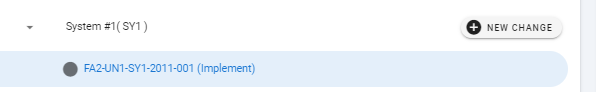 System #1( SY1 )
NEW CHANGE
FA2-UN1-SY1-2011-001 (Implement)